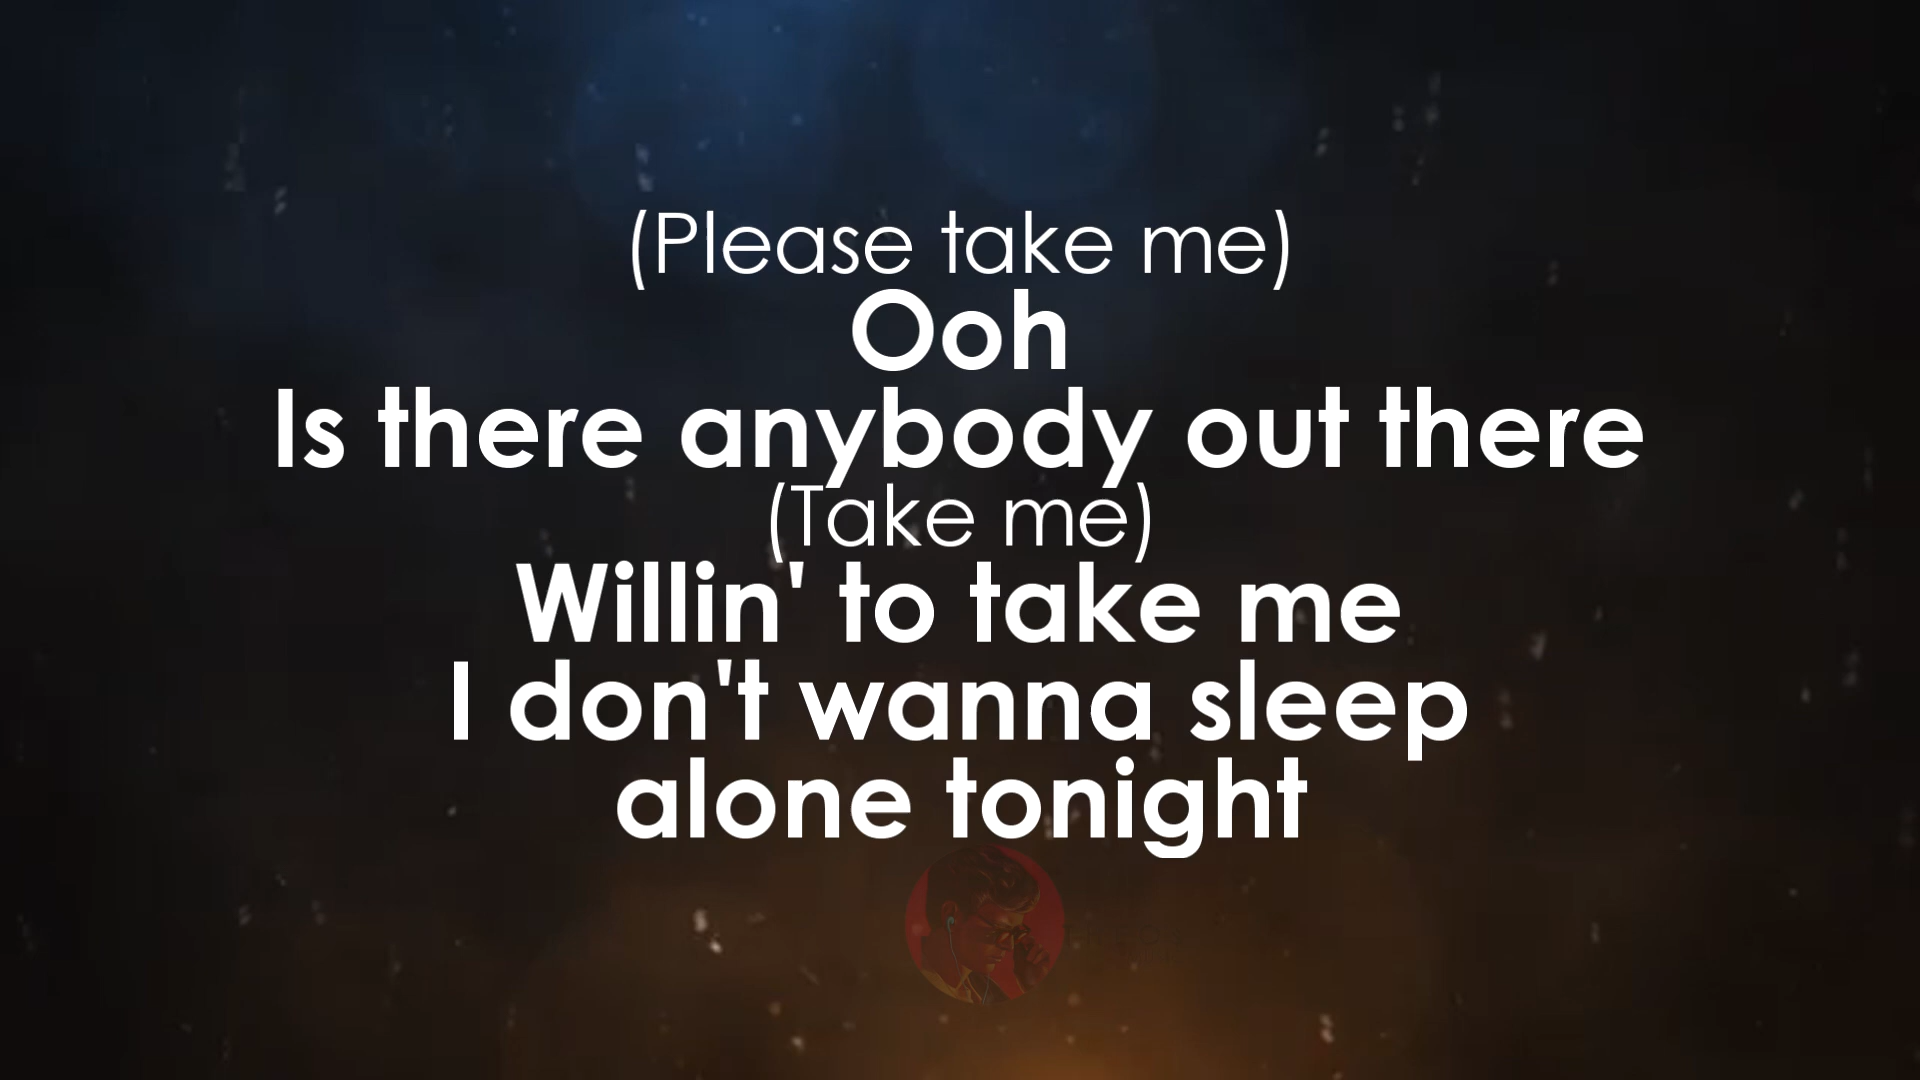 (Please take me)
Ooh
Is there anybody out there
(Take me)
Willin' to take me
I don't wanna sleep
alone tonight